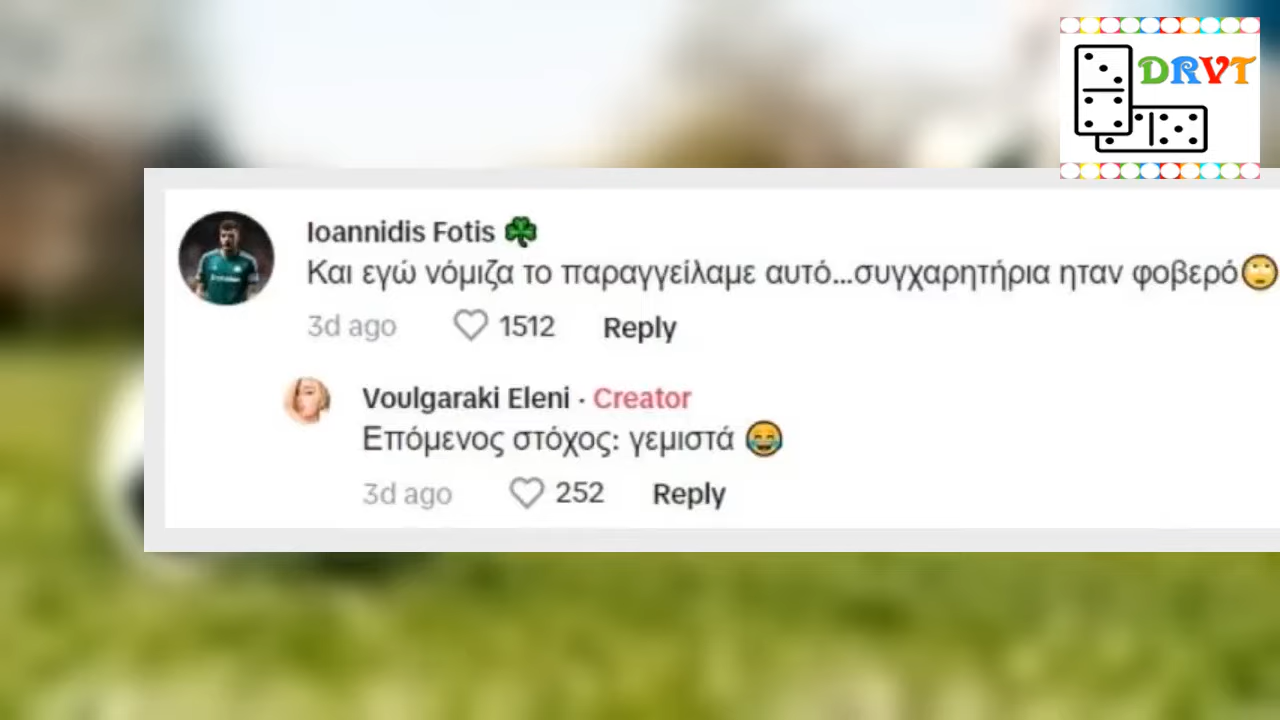 DRVT
Ioannidis Fotis ☘
Και εγώ νόμιζα το παραγγείλαμε αυτό...συγχαρητήρια ηταν φοβερό🙄
3d ago 1512 Reply
Voulgaraki Eleni · Creator
Επόμενος στόχος: γεμιστά 😂
3d ago 252 Reply